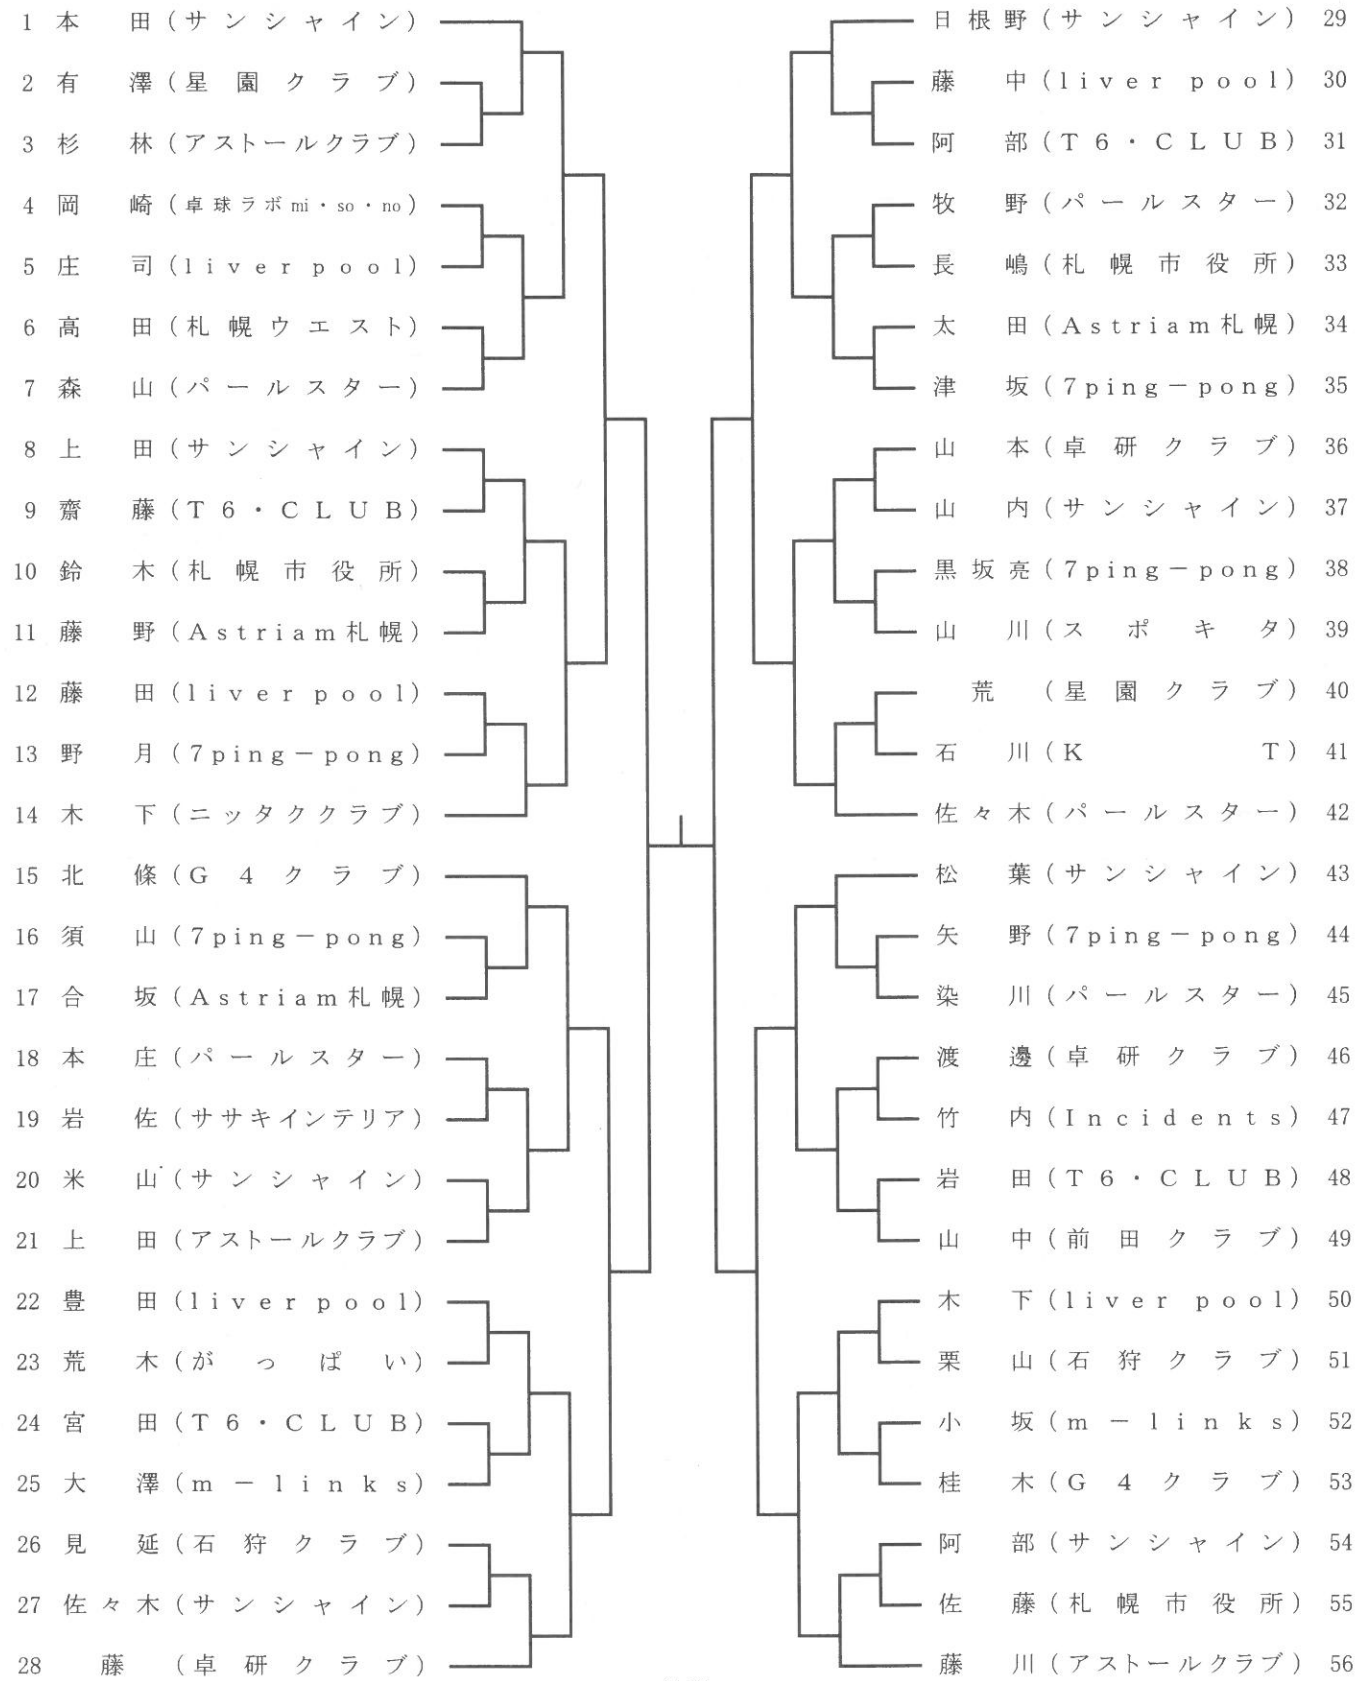 1 本田(サンシャイン)
2 有澤(星園クラブ)
3 杉林(アストールクラブ)
4 岡崎(卓球ラボmi・so・no)
5 庄司(liverpool)
6 高田(札幌ウエスト)
7 森山(パールスター)
8 上田(サンシャイン)
9 齋藤(T6・CLUB)
10 鈴木(札幌市役所)
11 藤野(Astriam札幌)
12 藤田(liverpool)
13 野月(7ping-pong)
14 木下(ニッタククラブ)
15 北條(G4クラブ)
16 須山(7ping-pong)
17 合坂(Astriam札幌)
18 本庄(パールスター)
19 岩佐(ササキインテリア)
20 米山(サンシャイン)
21 上田(アストールクラブ)
22 豊田(liverpool)
23 荒木(がっぱい)
24 宮田(T6・CLUB)
25 大澤(m-links)
26 見延(石狩クラブ)
27 佐々木(サンシャイン)
28 藤(卓研クラブ)
日根野(サンシャイン) 29
藤中(liver pool) 30
阿部(T6・CLUB) 31
牧野(パールスター) 32
長嶋(札幌市役所) 33
太田(Astriam札幌) 34
津坂(7ping-pong) 35
山本(卓研クラブ) 36
山内(サンシャイン) 37
黒坂亮(7ping-pong) 38
山川(スポキタ) 39
荒(星園クラブ) 40
石川(KT) 41
佐々木(パールスター) 42
松葉(サンシャイン) 43
矢野(7ping-pong) 44
染川(パールスター) 45
渡邊(卓研クラブ) 46
竹内(Incidents) 47
岩田(T6・CLUB) 48
山中(前田クラブ) 49
木下(liver pool) 50
栗山(石狩クラブ) 51
小坂(m-links) 52
桂木(G4クラブ) 53
阿部(サンシャイン) 54
佐藤(札幌市役所) 55
藤川(アストールクラブ) 56